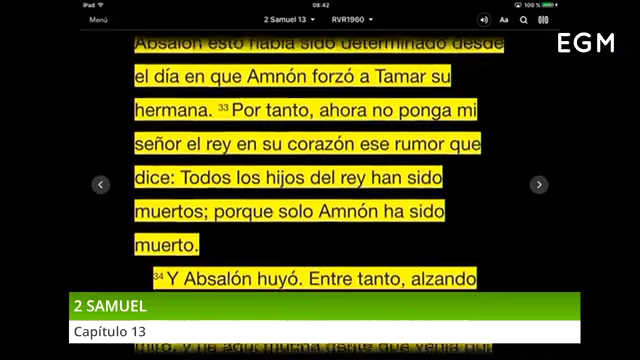 iPad
08:42
100 %
Menú
2 Samuel 13
RVR1960
Aa
EGM
Absalón esto había sido determinado desde
el día en que Amnón forzó a Tamar su
hermana. 33 Por tanto, ahora no ponga mi
señor el rey en su corazón ese rumor que
dice: Todos los hijos del rey han sido
muertos; porque solo Amnón ha sido
muerto.
34 Y Absalón huyó. Entre tanto, alzando
2 SAMUEL
Capítulo 13